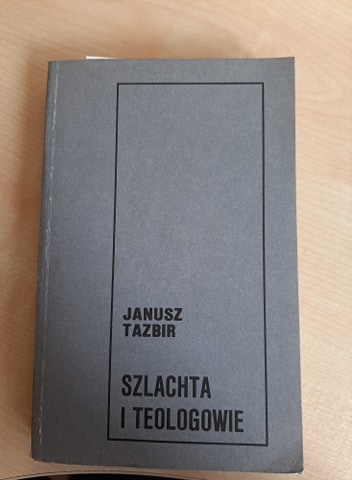 JANUSZ
TAZBIR
SZLACHTA
I TEOLOGOWIE